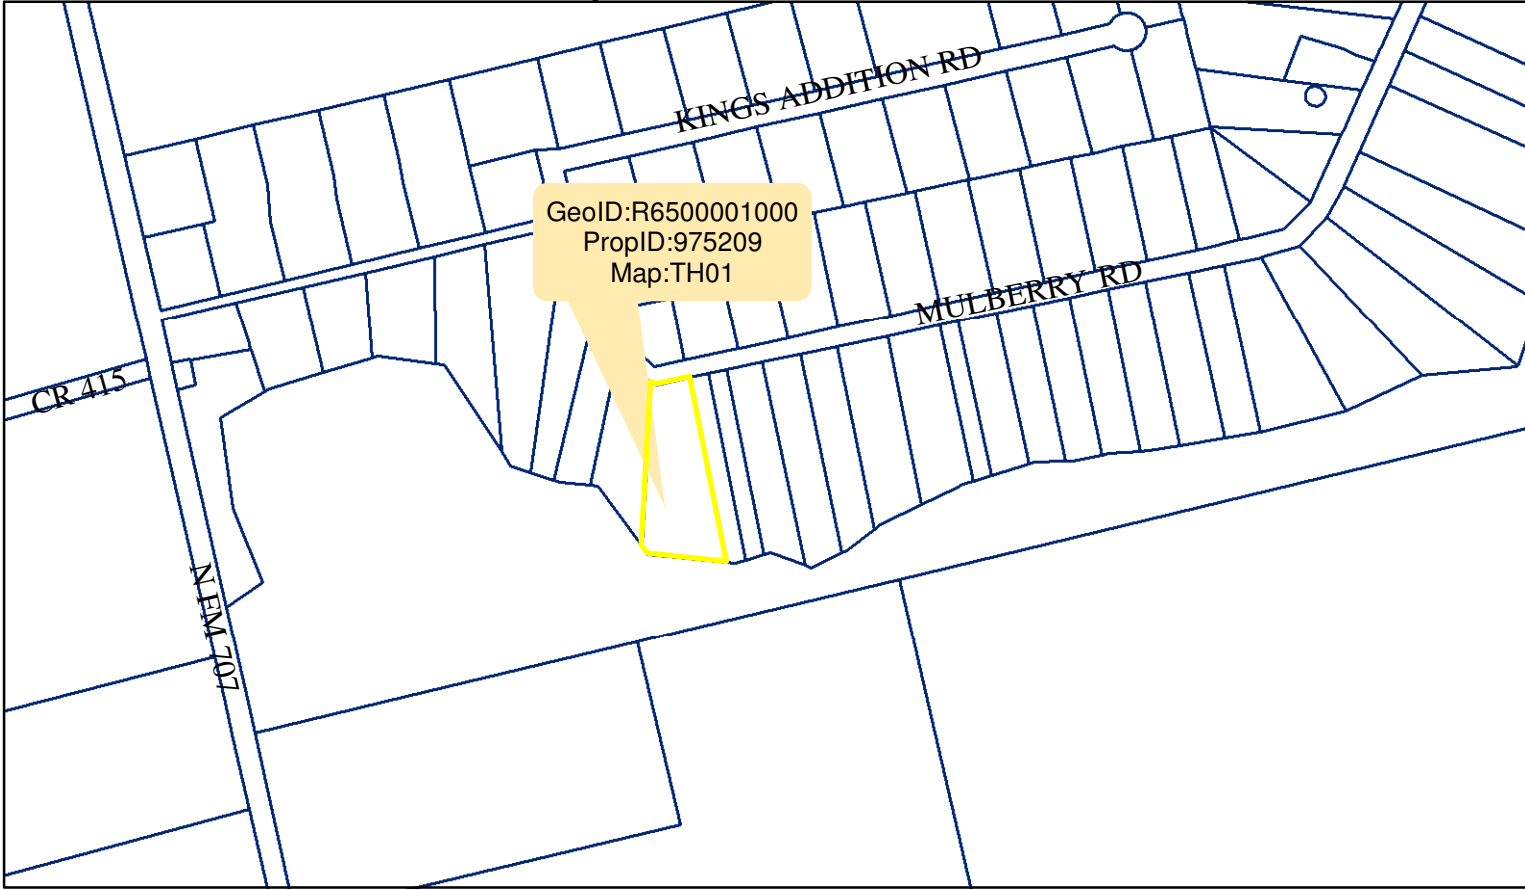 KINGS ADDITION RD
GeoID:R6500001000
PropID:975209
Map:TH01
MULBERRY RD
CR 415
N FM 707